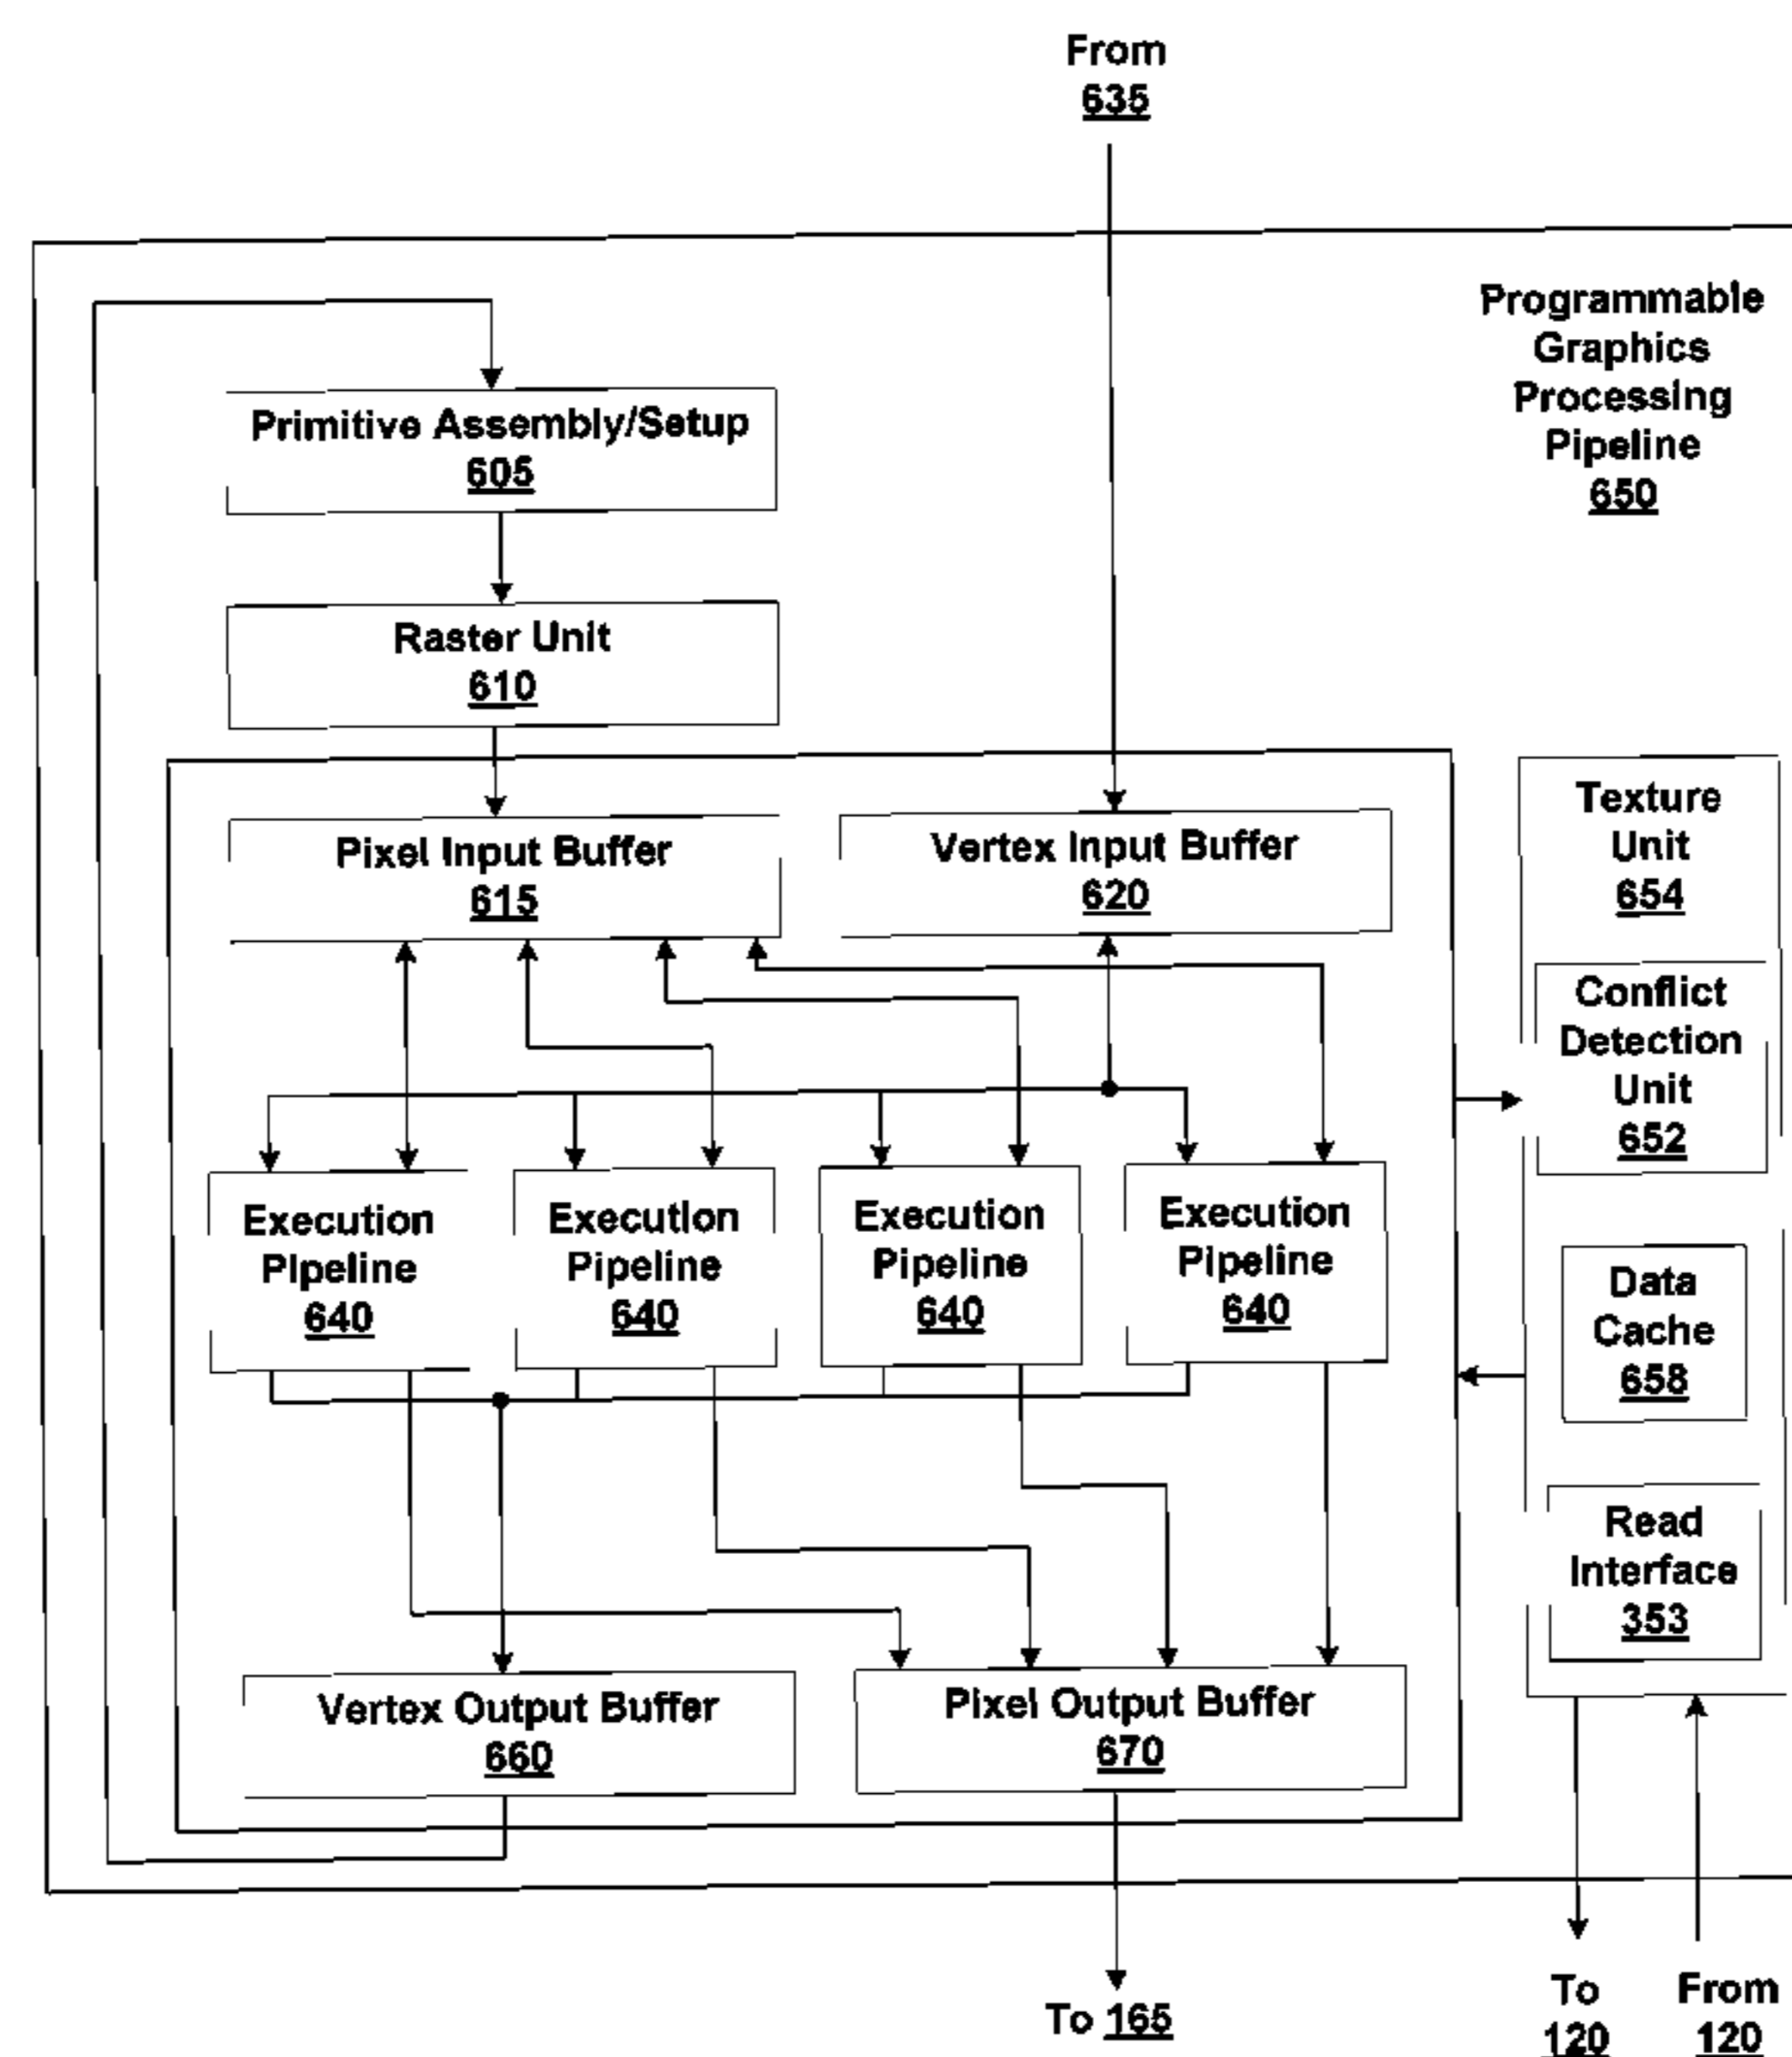 From
635
Programmable
Graphics
Processing
Pipeline
650
Primitive Assembly/Setup
605
Raster Unit
610
Pixel Input Buffer
615
Vertex Input Buffer
620
Texture
Unit
654
Conflict
Detection
Unit
652
Execution
Pipeline
640
Execution
Pipeline
640
Execution
Pipeline
640
Execution
Pipeline
640
Data
Cache
658
Read
Interface
353
Vertex Output Buffer
660
Pixel Output Buffer
670
To 165
To
120
From
120